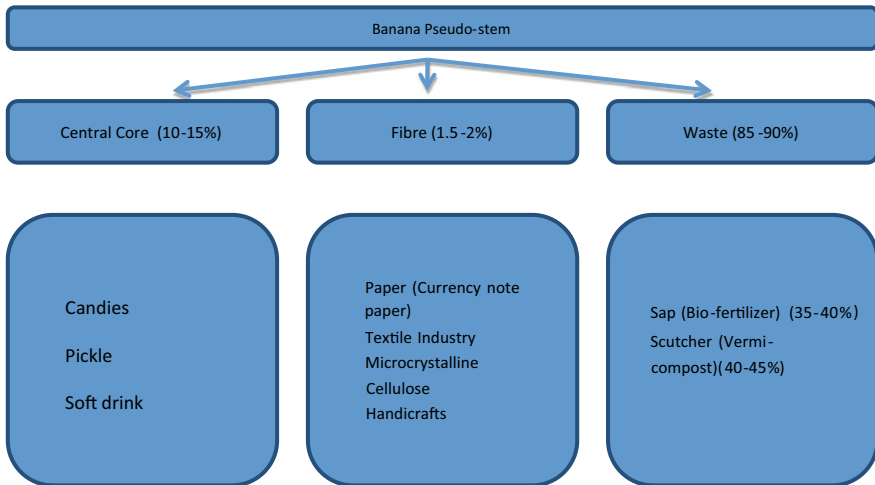 Banana Pseudo-stem
Central Core (10-15%)
Fibre (1.5-2%)
Waste (85-90%)
Candies
Pickle
Soft drink
Paper (Currency note
paper)
Textile Industry
Microcrystalline
Cellulose
Handicrafts
Sap (Bio-fertilizer) (35-40%)
Scutcher (Vermi-
compost)(40-45%)